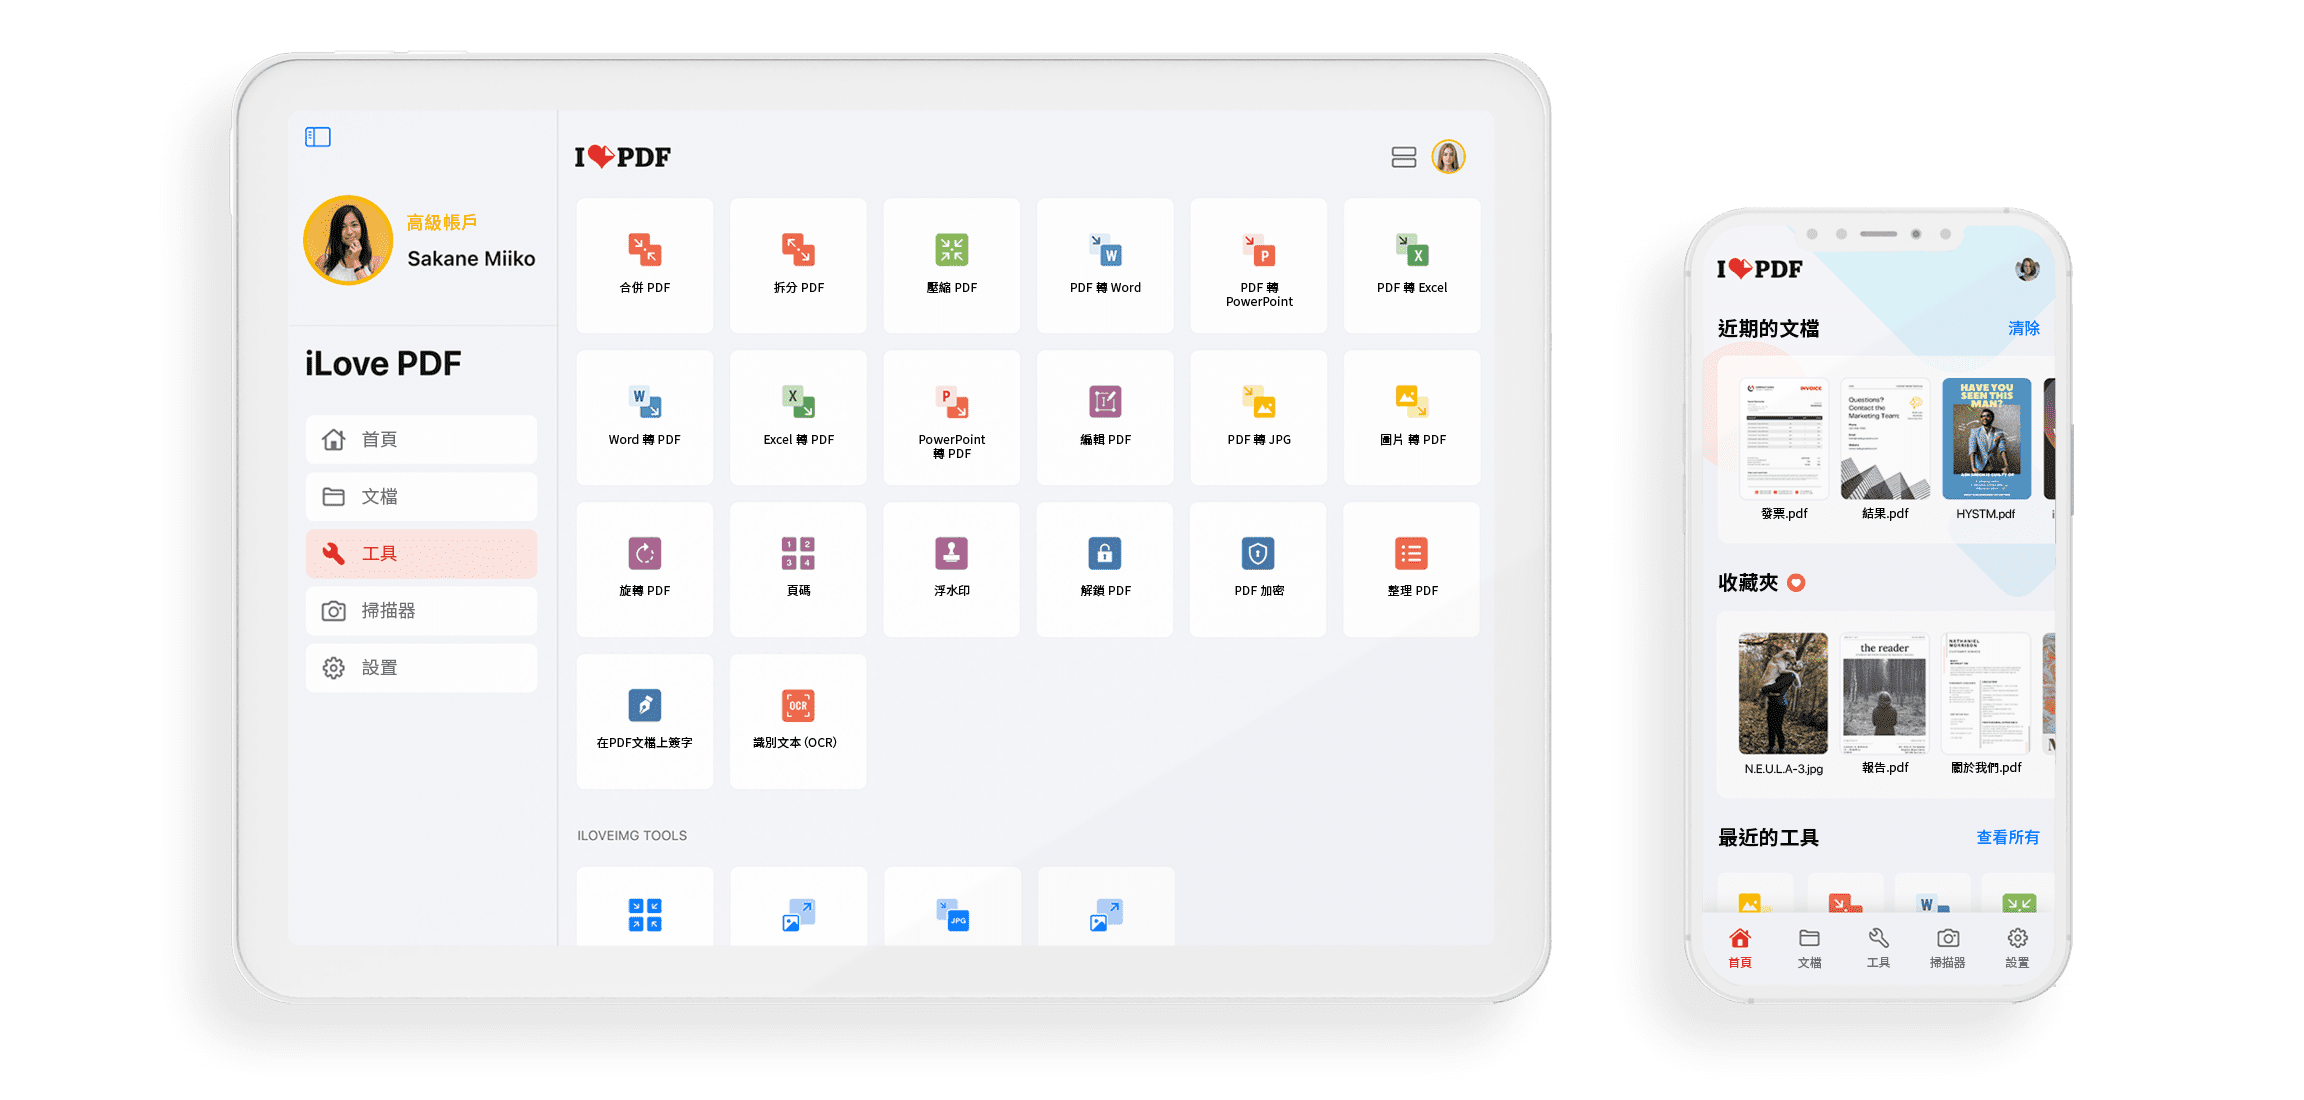 I PDF
高級帳戶
Sakane Miiko
iLove PDF
首頁
文檔
工具
掃描器
設置
合併 PDF
拆分 PDF
壓縮 PDF
W
PDF 轉 Word
P
PDF 轉
PowerPoint
X
PDF 轉 Excel
W
Word 轉 PDF
X
Excel 轉 PDF
P
PowerPoint
轉 PDF
編輯 PDF
PDF 轉 JPG
圖片 轉 PDF
旋轉 PDF
1 2
3 4
頁碼
浮水印
解鎖 PDF
PDF 加密
整理 PDF
在PDF文檔上簽字
OCR
識別文本 (OCR)
ILOVEIMG TOOLS
JPG
I PDF
近期的文檔
清除
INVOICE
Questions?
Contact the
Marketing Team:
HAVE YOU
SEEN THIS
MAN?
發票.pdf
結果.pdf
HYSTM.pdf
收藏夾
the reader
NATHANIEL
MORRISON
N.E.U.L.A-3.jpg
報告.pdf
關於我們.pdf
最近的工具
查看所有
W
首頁
文檔
工具
掃描器
設置